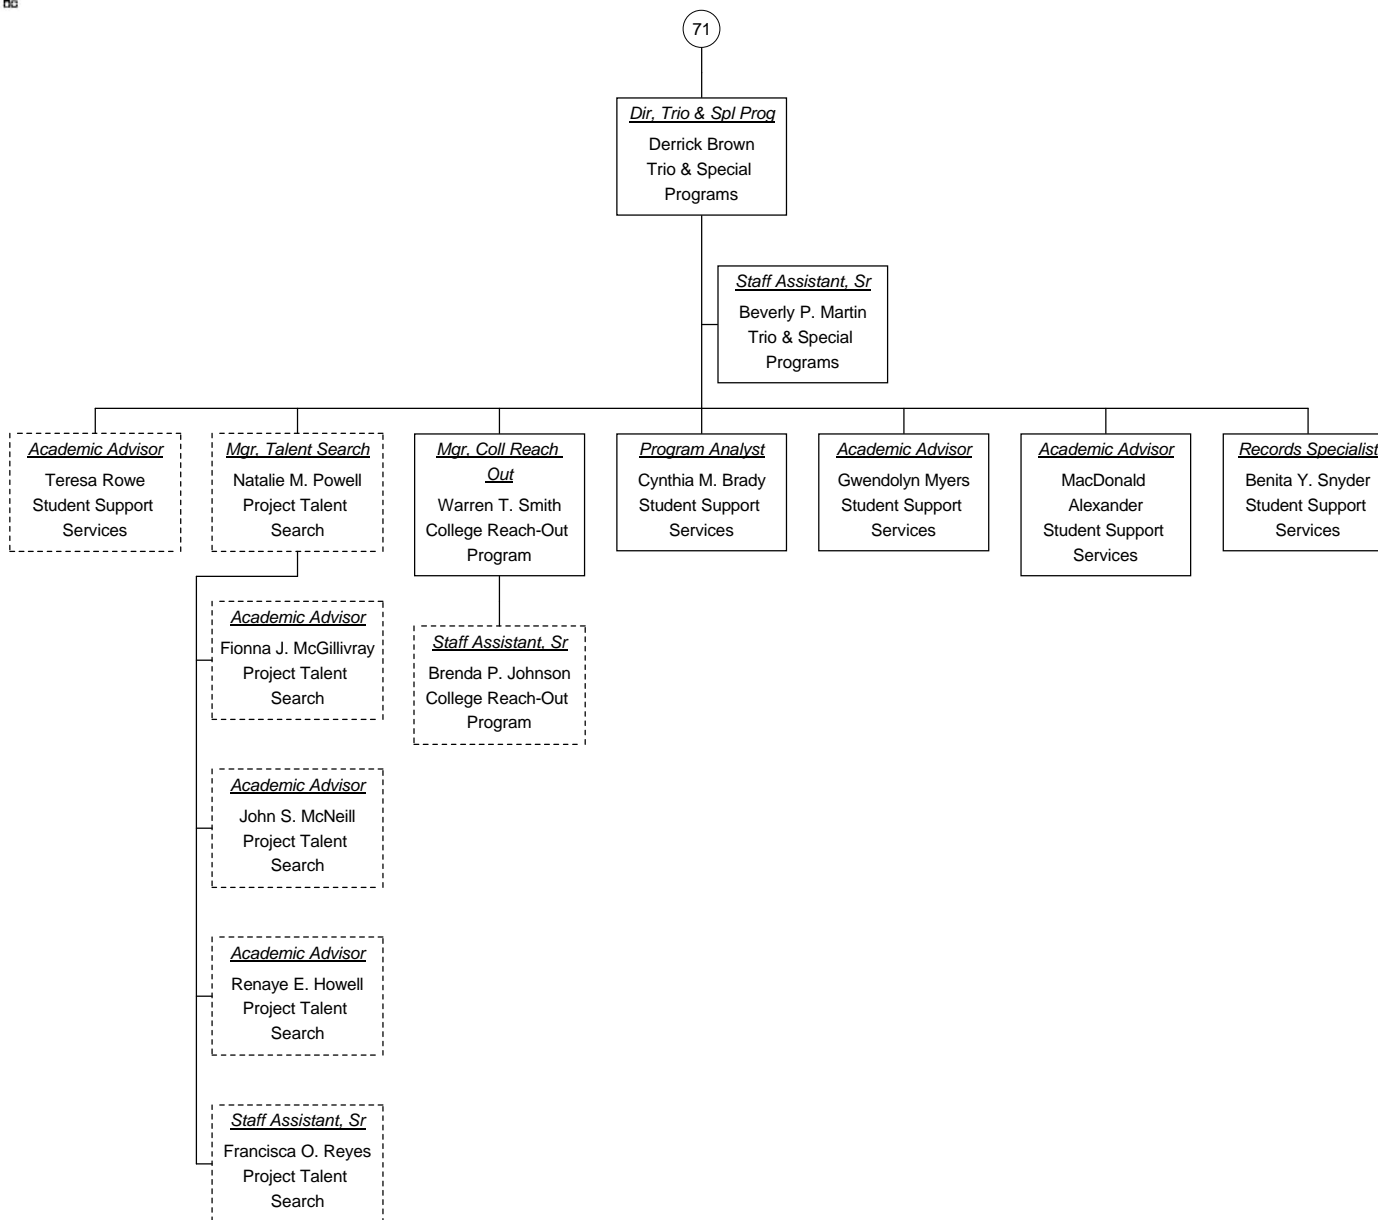 71
Dir, Trio & Spl Prog
Derrick Brown
Trio & Special
Programs
Staff Assistant, Sr
Beverly P. Martin
Trio & Special
Programs
Academic Advisor
Teresa Rowe
Student Support
Services
Mgr, Talent Search
Natalie M. Powell
Project Talent
Search
Mgr, Coll Reach
Out
Warren T. Smith
College Reach-Out
Program
Program Analyst
Cynthia M. Brady
Student Support
Services
Academic Advisor
Gwendolyn Myers
Student Support
Services
Academic Advisor
MacDonald
Alexander
Student Support
Services
Records Specialist
Benita Y. Snyder
Student Support
Services
Academic Advisor
Fionna J. McGillivray
Project Talent
Search
Staff Assistant, Sr
Brenda P. Johnson
College Reach-Out
Program
Academic Advisor
John S. McNeill
Project Talent
Search
Academic Advisor
Renaye E. Howell
Project Talent
Search
Staff Assistant, Sr
Francisca O. Reyes
Project Talent
Search